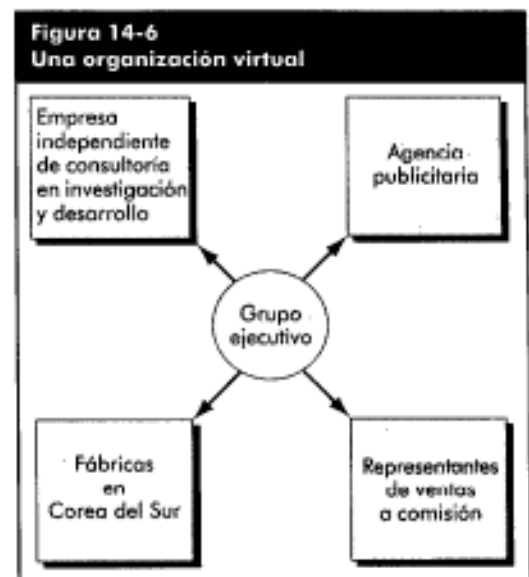 Figura 14-6
Una organización virtual
Empresa
independiente
de consultoría
en investigación
y desarrollo
Agencia
publicitaria
Grupo
ejecutivo
Fábricas
en
Corea del Sur
Representantes
de ventas
a comisión